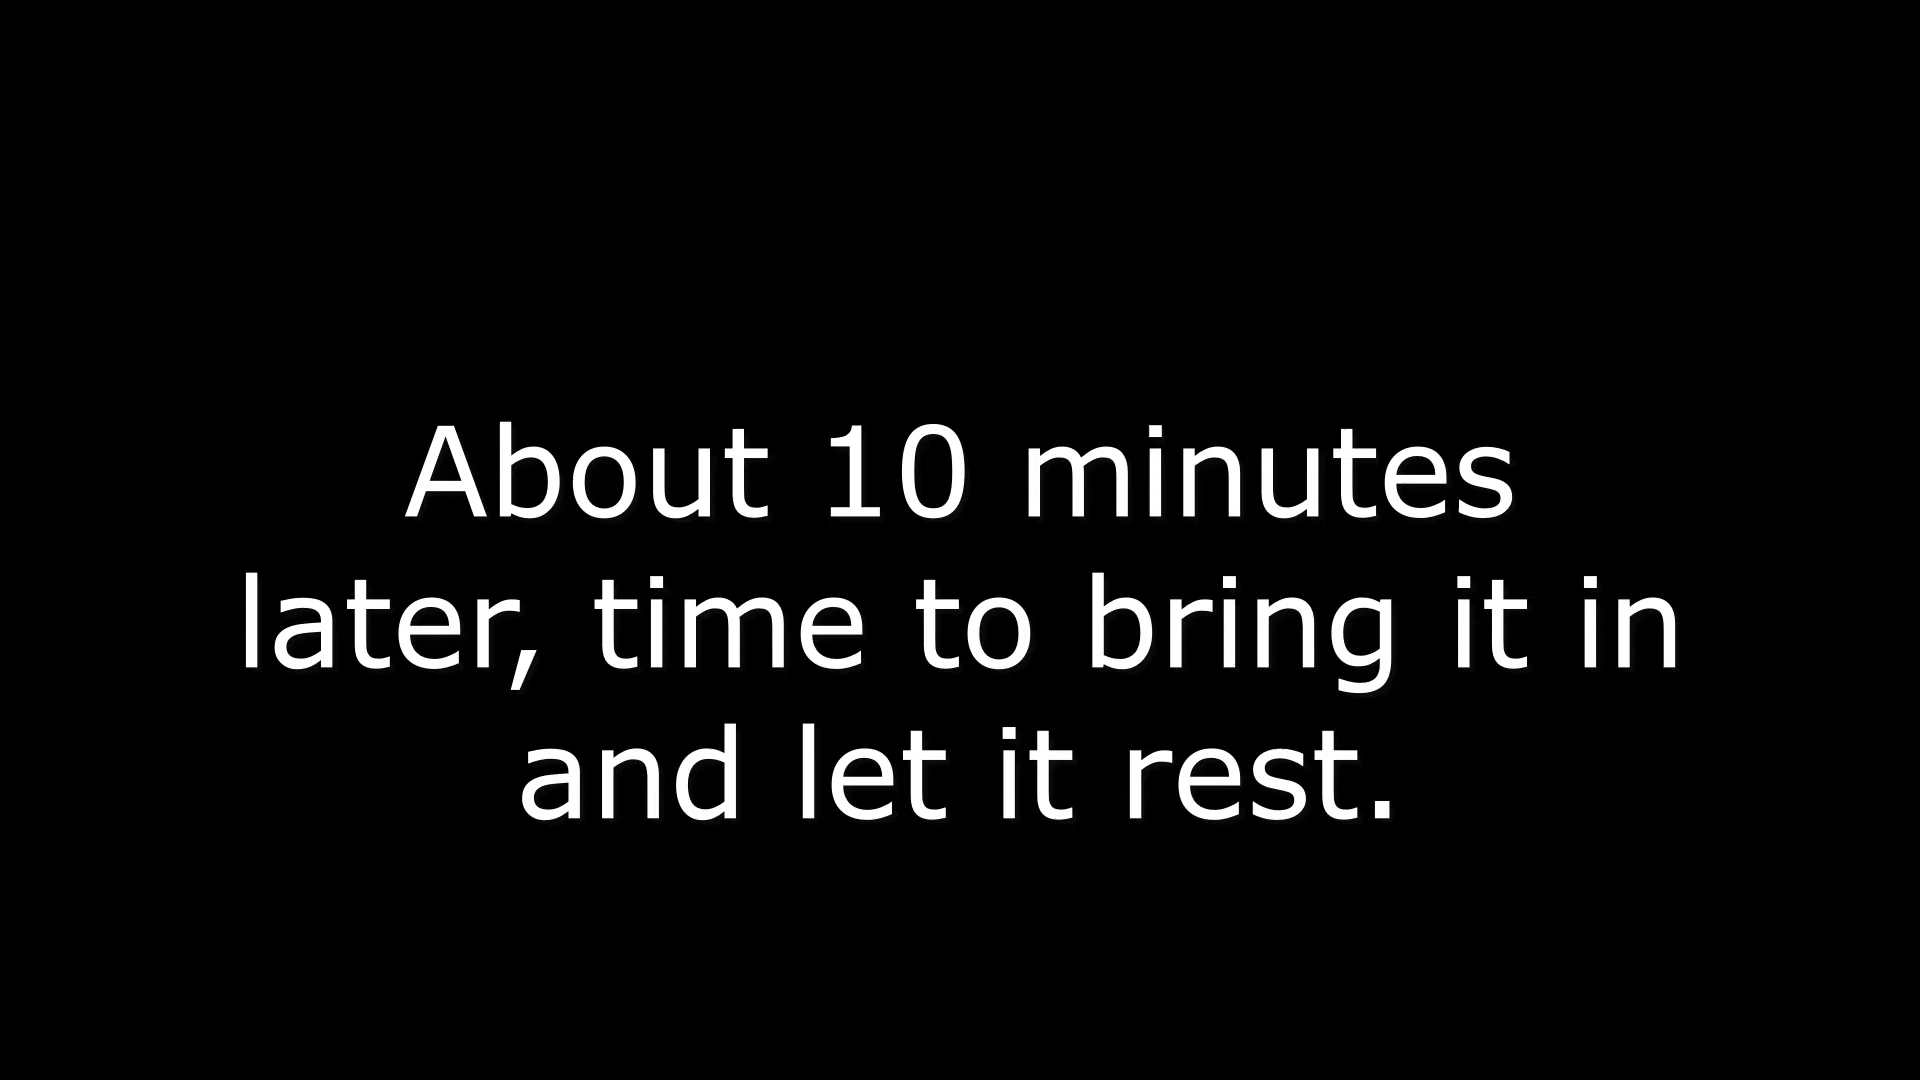 About 10 minutes
later, time to bring it in
and let it rest.